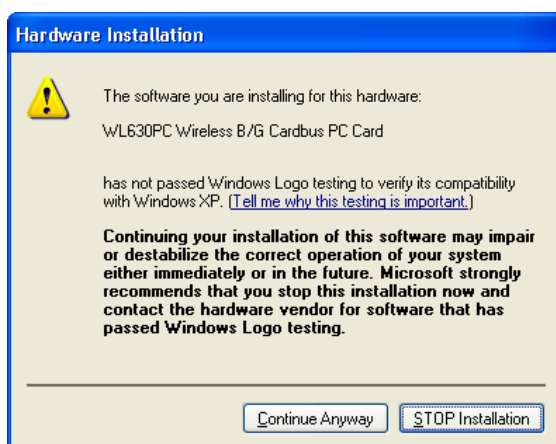 Hardware Installation
The software you are installing for this hardware:
WL630PC Wireless B/G Cardbus PC Card
has not passed Windows Logo testing to verify its compatibility
with Windows XP. (Tell me why this testing is important.)
Continuing your installation of this software may impair
or destabilize the correct operation of your system
either immediately or in the future. Microsoft strongly
recommends that you stop this installation now and
contact the hardware vendor for software that has
passed Windows Logo testing.
Continue Anyway
STOP Installation